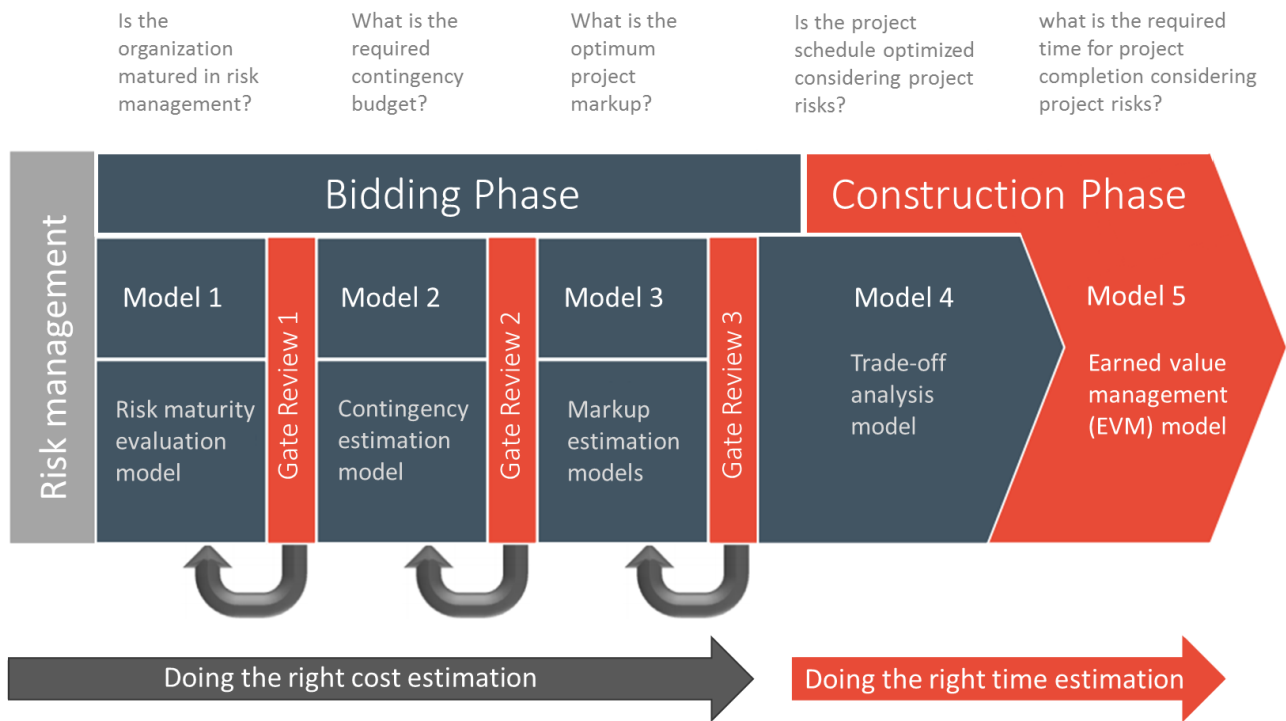 Is the
organization
matured in risk
management?
What is the
required
contingency
budget?
What is the
optimum
project
markup?
Is the project
schedule optimized
considering project
risks?
what is the required
time for project
completion considering
project risks?
Risk management
Bidding Phase
Construction Phase
Model 1
Risk maturity
evaluation
model
Gate Review 1
Model 2
Contingency
estimation
model
Gate Review 2
Model 3
Markup
estimation
models
Gate Review 3
Model 4
Trade-off
analysis
model
Model 5
Earned value
management
(EVM) model
Doing the right cost estimation
Doing the right time estimation